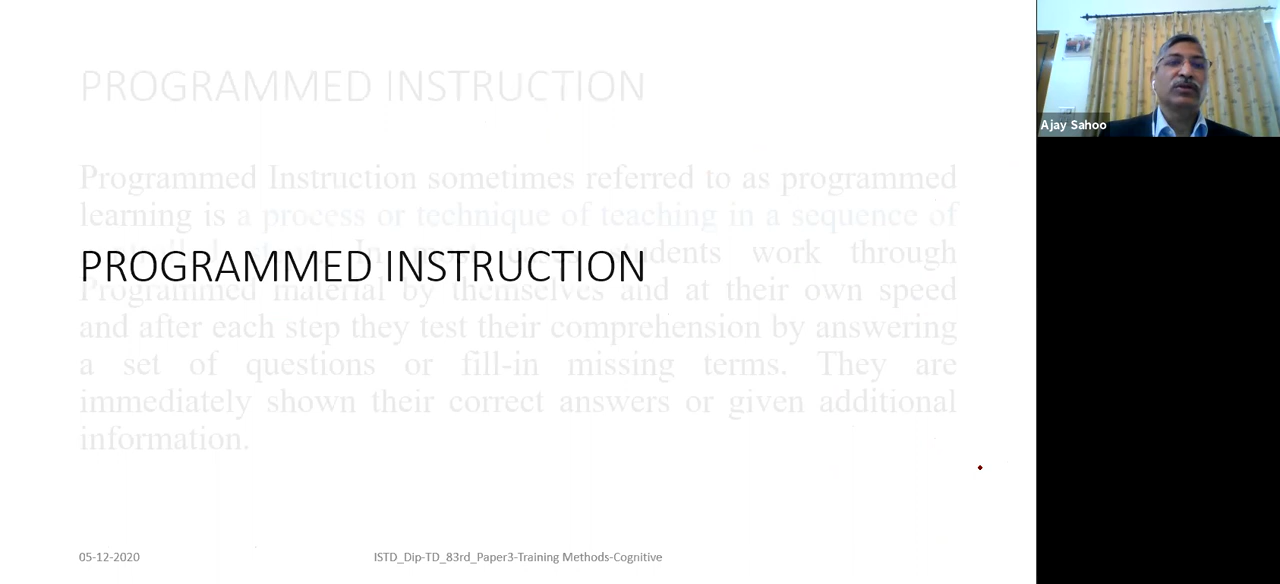 PROGRAMMED INSTRUCTION
Programmed Instruction sometimes referred to as programmed
learning is a process or technique of teaching in a sequence of
In students work through
PROGRAMMED INSTRUCTION
Programmed material by themselves and at their own speed
and after each step they test their comprehension by answering
a set of questions or fill-in missing terms. They are
immediately shown their correct answers or given additional
information.
05-12-2020
ISTD_Dip-TD_83rd_Paper3-Training Methods-Cognitive
Ajay Sahoo